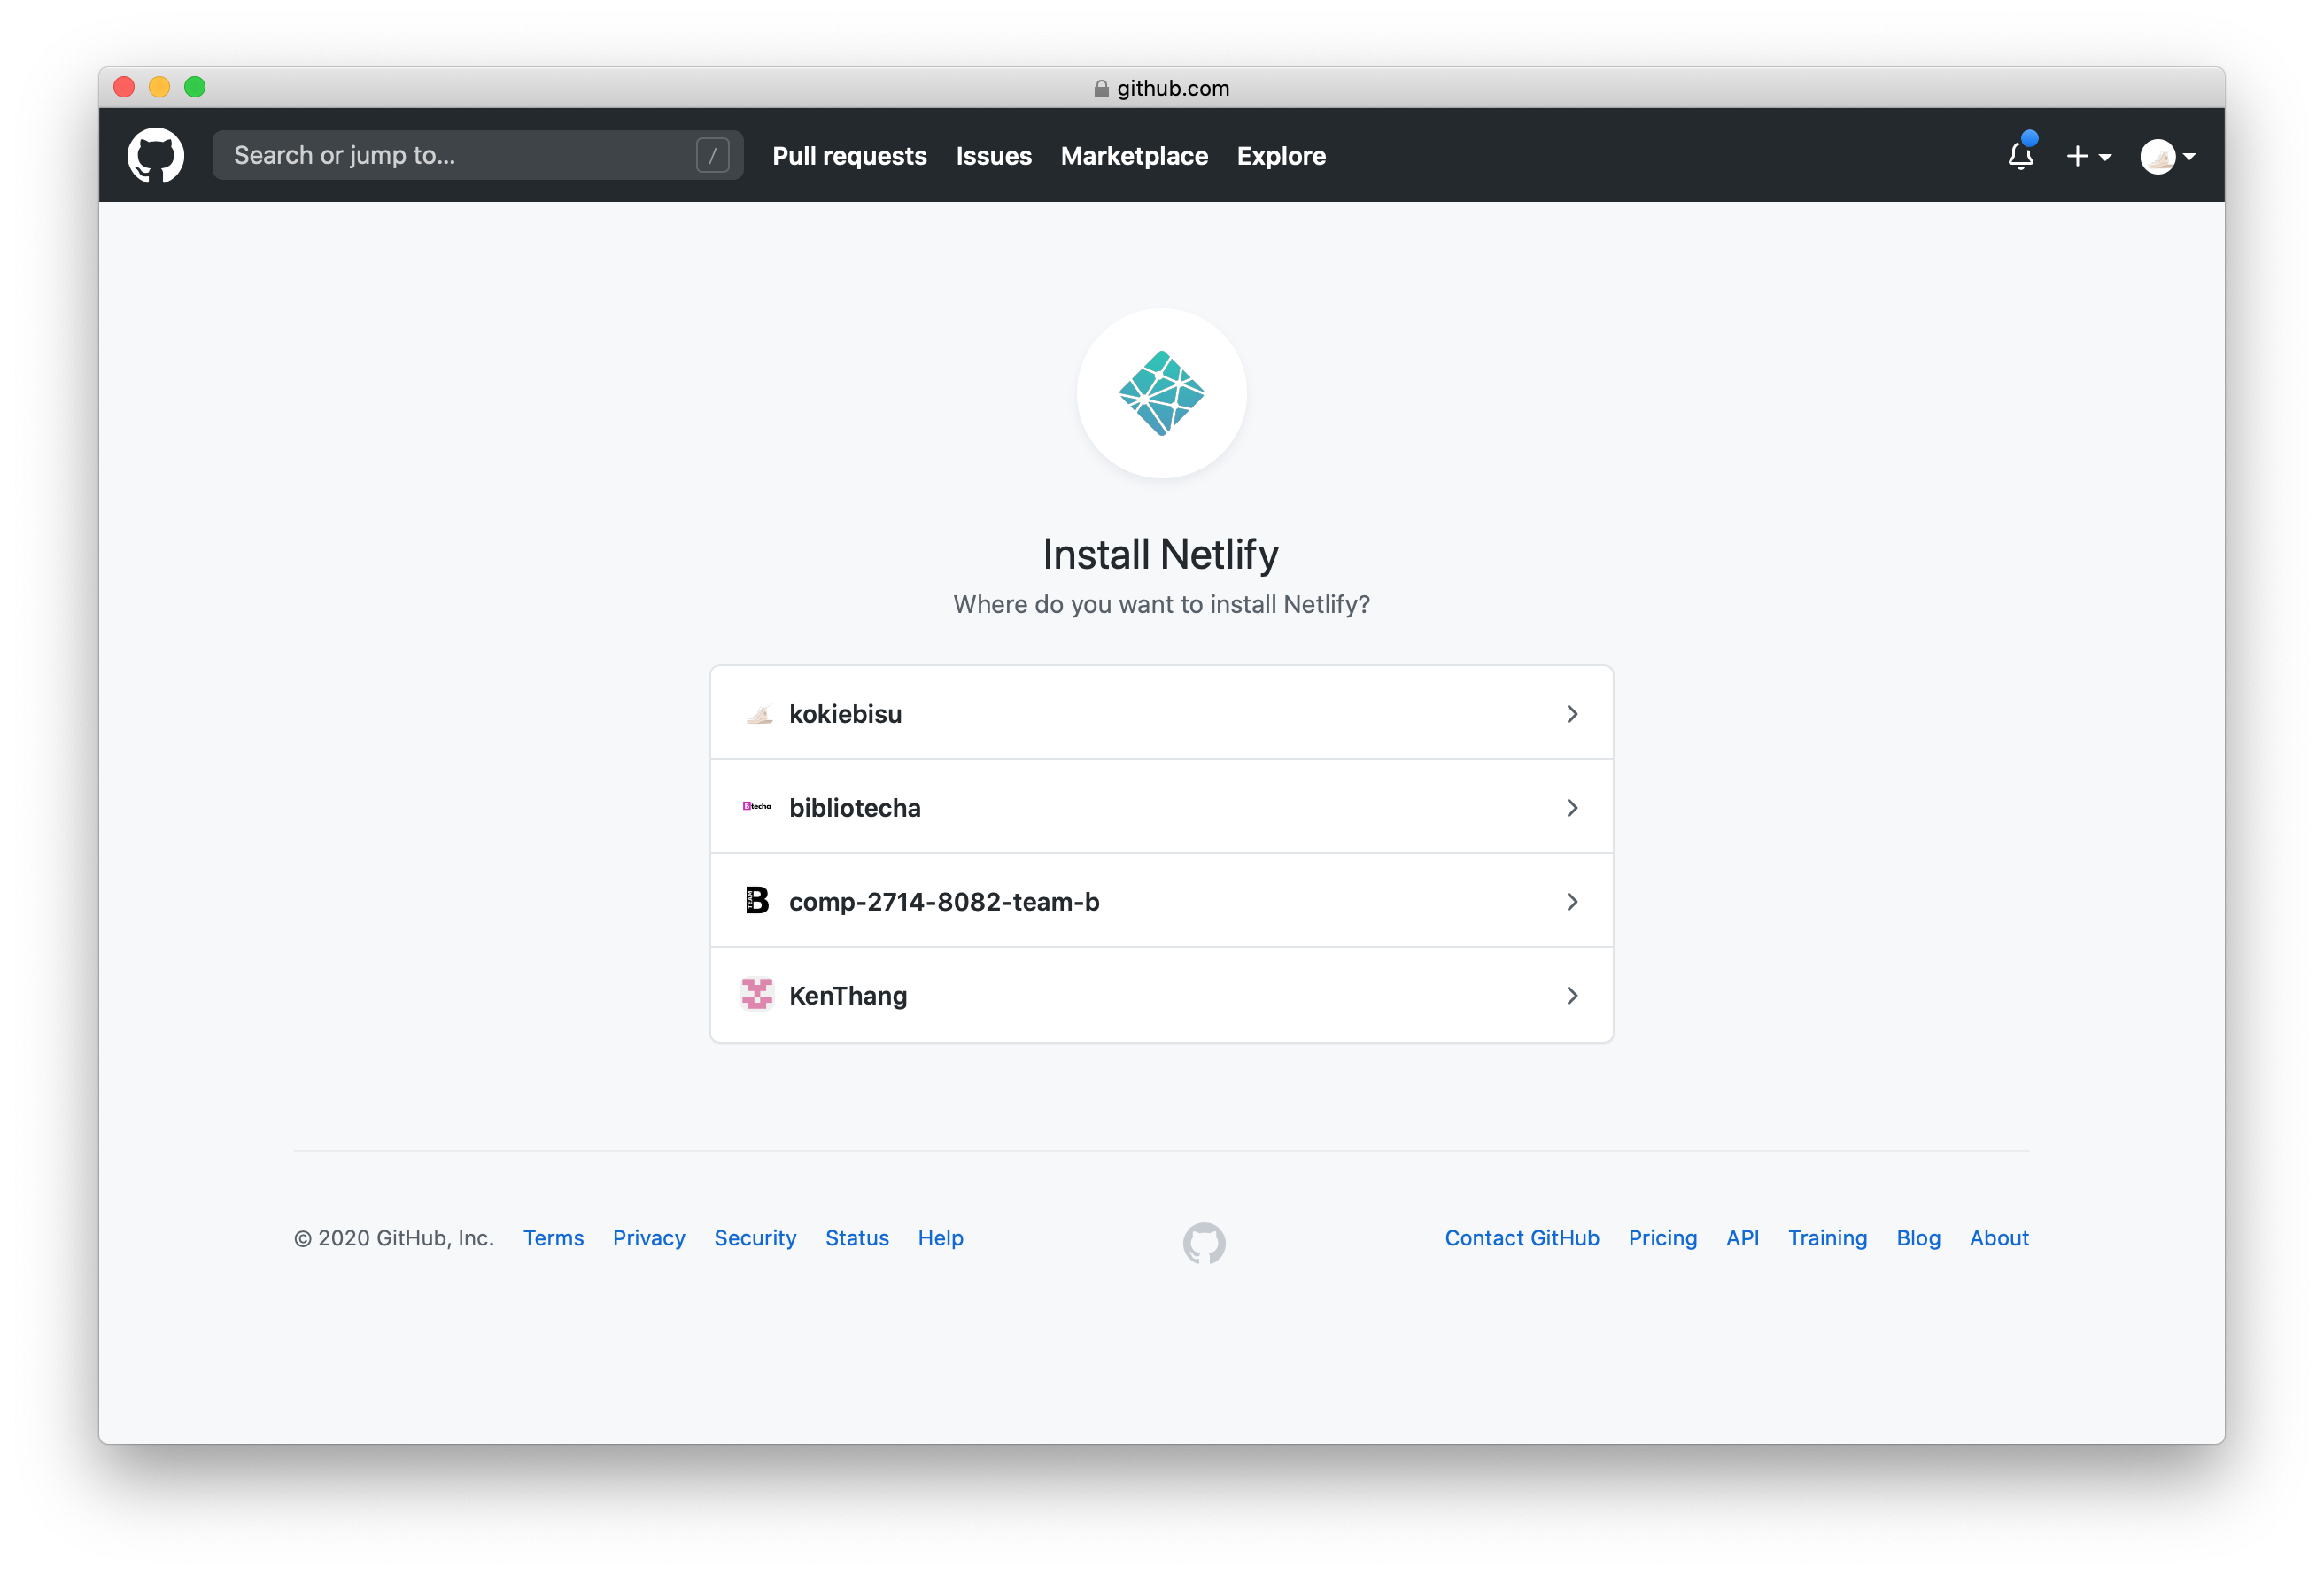 github.com
Search or jump to... /
Pull requests Issues Marketplace Explore
Install Netlify
Where do you want to install Netlify?
kokiebisu
Btecha bibliotecha
TEAM B comp-2714-8082-team-b
KenThang
© 2020 GitHub, Inc. Terms Privacy Security Status Help
Contact GitHub Pricing API Training Blog About